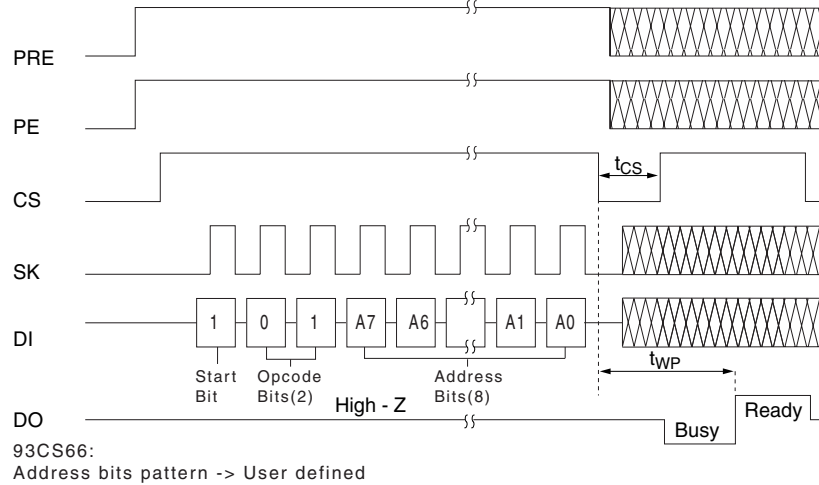 PRE
PE
CS
tCS
SK
DI
1 0 1 A7 A6 A1 A0
Start Bit
Opcode Bits(2)
Address Bits(8)
tWP
DO
High - Z
Busy
Ready
93CS66:
Address bits pattern -> User defined